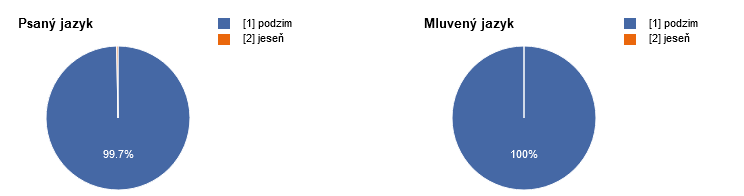 Psaný jazyk
[1] podzim
[2] jeseň
99.7%
Mluvený jazyk
[1] podzim
[2] jeseň
100%